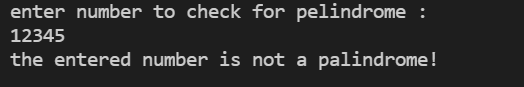 enter number to check for pelindrome :
12345
the entered number is not a palindrome!